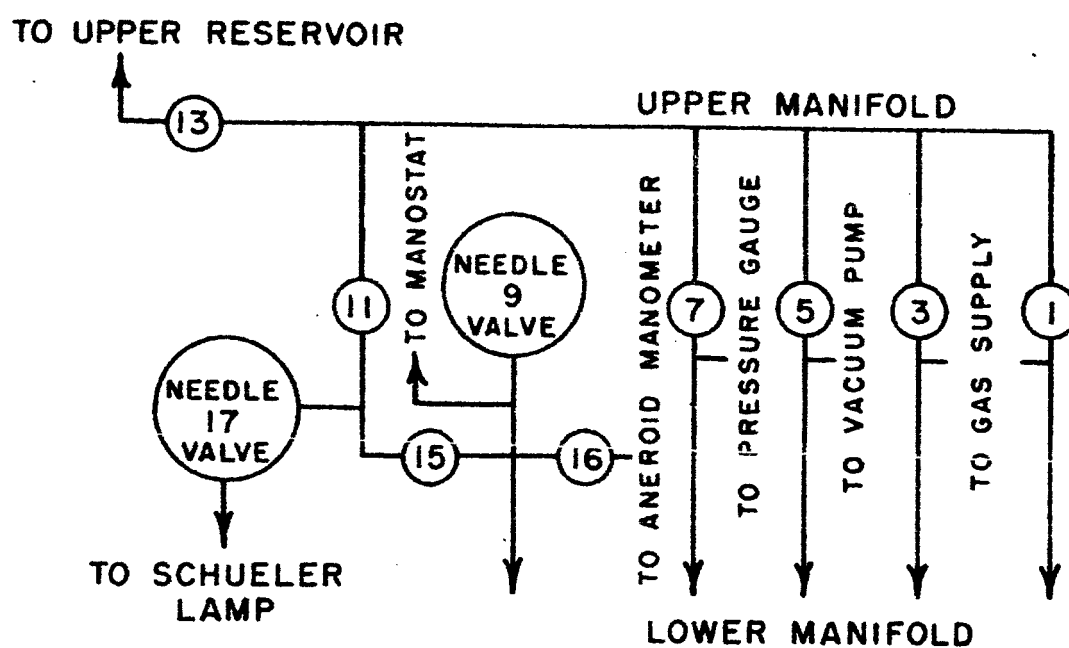 TO UPPER RESERVOIR
13
UPPER MANIFOLD
TO MANOSTAT
NEEDLE
9
VALVE
11
TO ANEROID MANOMETER
7
TO PRESSURE GAUGE
5
TO VACUUM PUMP
3
TO GAS SUPPLY
1
NEEDLE
17
VALVE
15
16
TO SCHUELER
LAMP
LOWER MANIFOLD